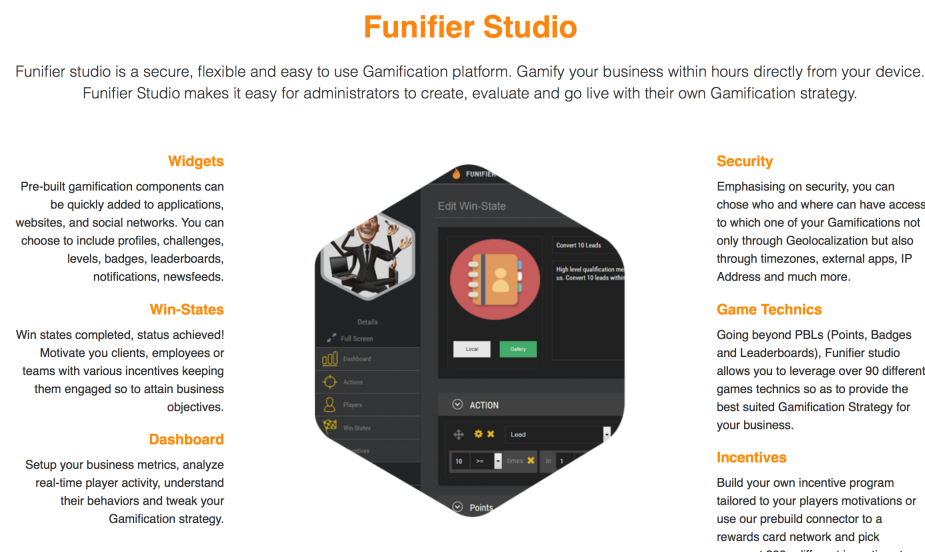 Funifier Studio
Funifier studio is a secure, flexible and easy to use Gamification platform. Gamify your business within hours directly from your device.
Funifier Studio makes it easy for administrators to create, evaluate and go live with their own Gamification strategy.
Widgets
Pre-built gamification components can
be quickly added to applications,
websites, and social networks. You can
choose to include profiles, challenges,
levels, badges, leaderboards,
notifications, newsfeeds.
Win-States
Win states completed, status achieved!
Motivate you clients, employees or
teams with various incentives keeping
them engaged so to attain business
objectives.
Dashboard
Setup your business metrics, analyze
real-time player activity, understand
their behaviors and tweak your
Gamification strategy.
FUNIFIER
Edit Win-State
Convert 10 Leads
High level qualification
us. Convert 10 leads
Local
Gallery
Details
Full Screen
Dashboard
Actions
Players
Win-States
ACTION
Lead
10 >= times in 1
Points
Security
Emphasising on security, you can
chose who and where can have access
to which one of your Gamifications not
only through Geolocalization but also
through timezones, external apps, IP
Address and much more.
Game Technics
Going beyond PBLs (Points, Badges
and Leaderboards), Funifier studio
allows you to leverage over 90 different
games technics so as to provide the
best suited Gamification Strategy for
your business.
Incentives
Build your own incentive program
tailored to your players motivations or
use our prebuild connector to a
rewards card network and pick